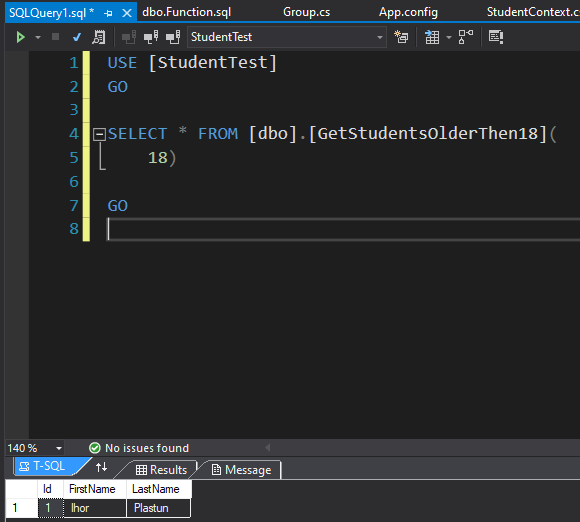 SQLQuery1.sql * dbo.Function.sql Group.cs App.config StudentContext.c
StudentTest
1 USE [StudentTest]
2 GO
3
4 SELECT * FROM [dbo].[GetStudentsOlderThen18](
5 18)
6
7 GO
8
140 % No issues found
T-SQL Results Message
Id FirstName LastName
1 1 Ihor Plastun